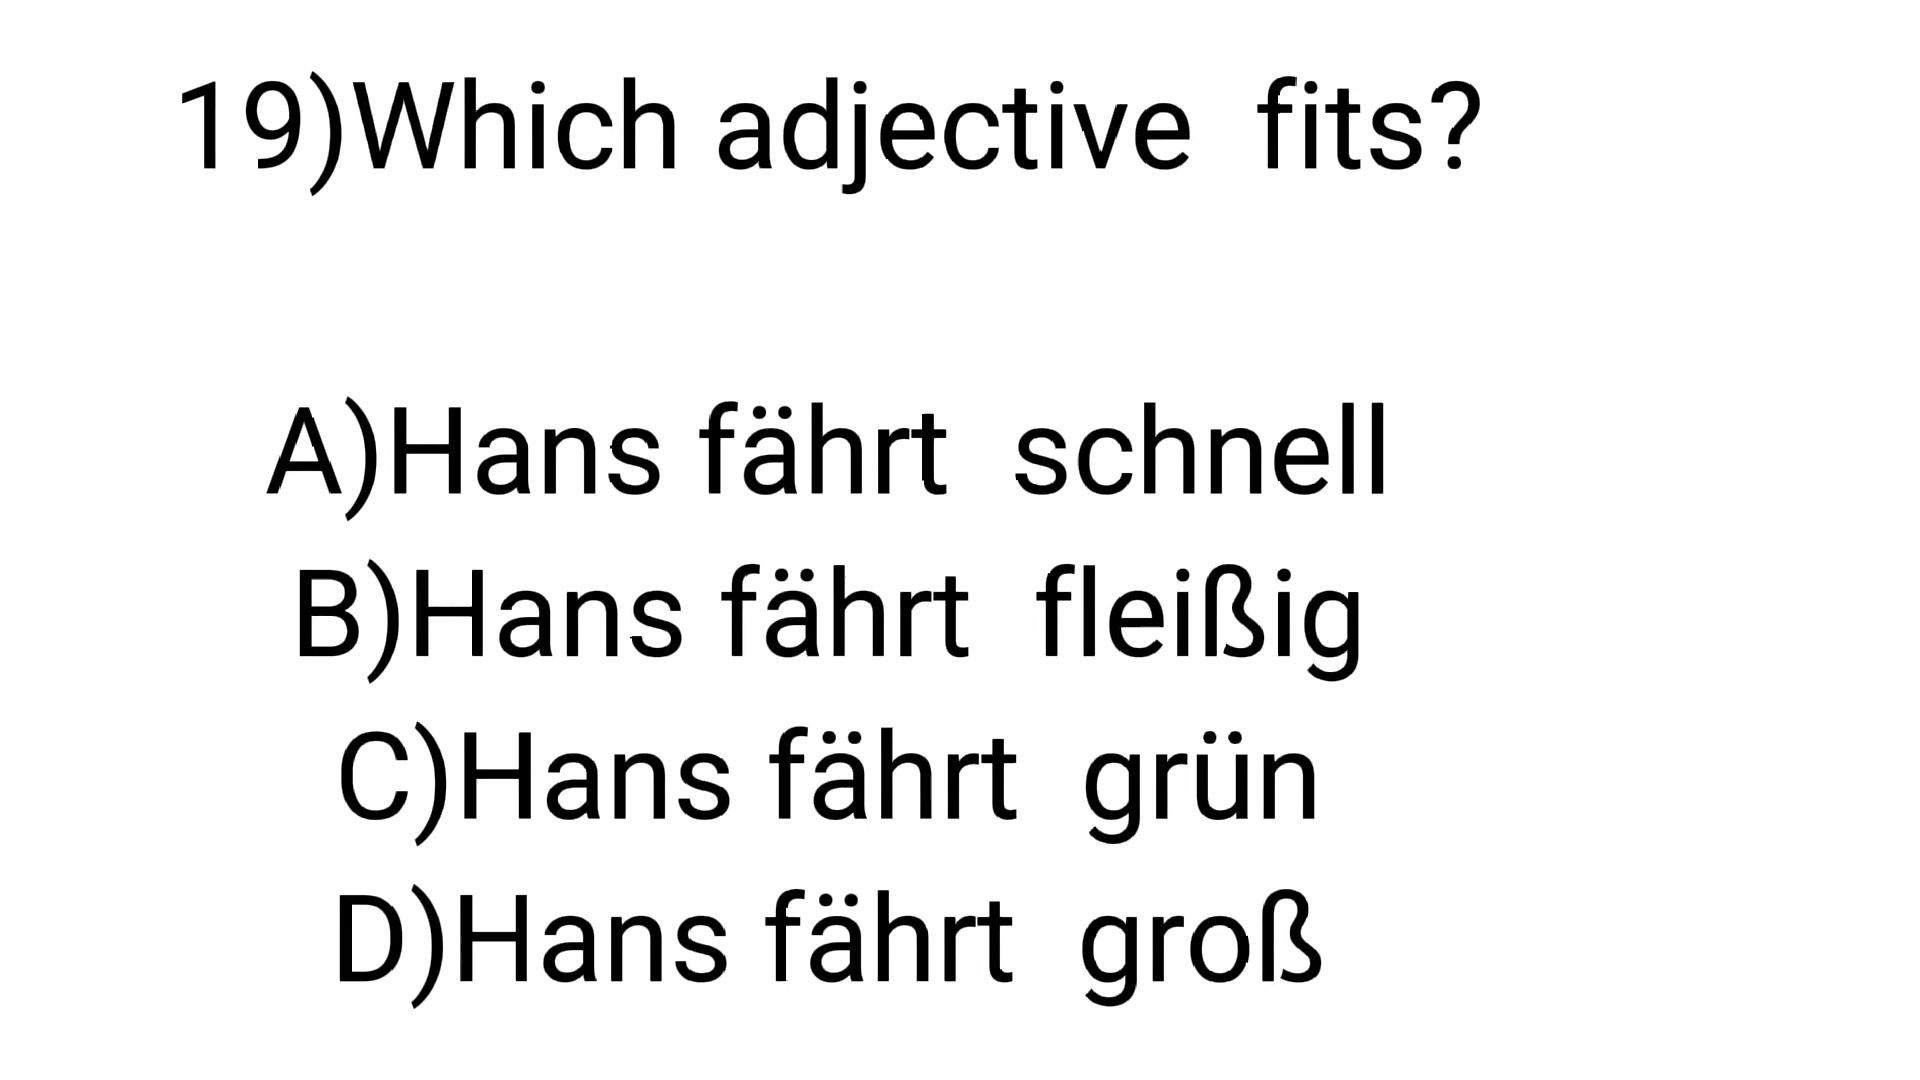 19)Which adjective  fits?
A)Hans fährt  schnell
B)Hans fährt  fleißig
C)Hans fährt  grün
D)Hans fährt  groß